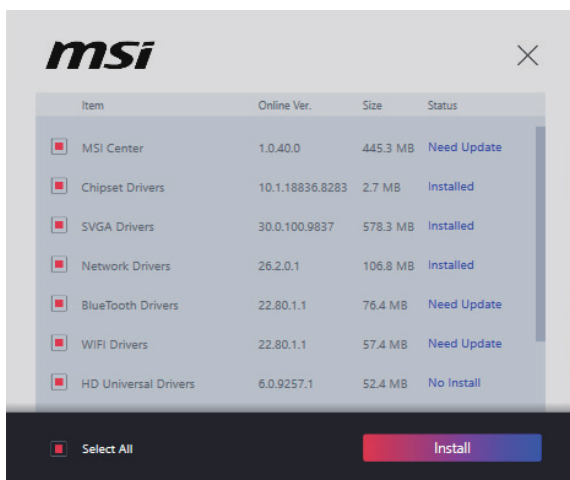 msi
Item Online Ver. Size Status
MSI Center 1.0.40.0 445.3 MB Need Update
Chipset Drivers 10.1.18836.8283 2.7 MB Installed
SVGA Drivers 30.0.100.9837 578.3 MB Installed
Network Drivers 26.2.0.1 106.8 MB Installed
BlueTooth Drivers 22.80.1.1 76.4 MB Need Update
WIFI Drivers 22.80.1.1 57.4 MB Need Update
HD Universal Drivers 6.0.9257.1 52.4 MB No Install
Select All Install